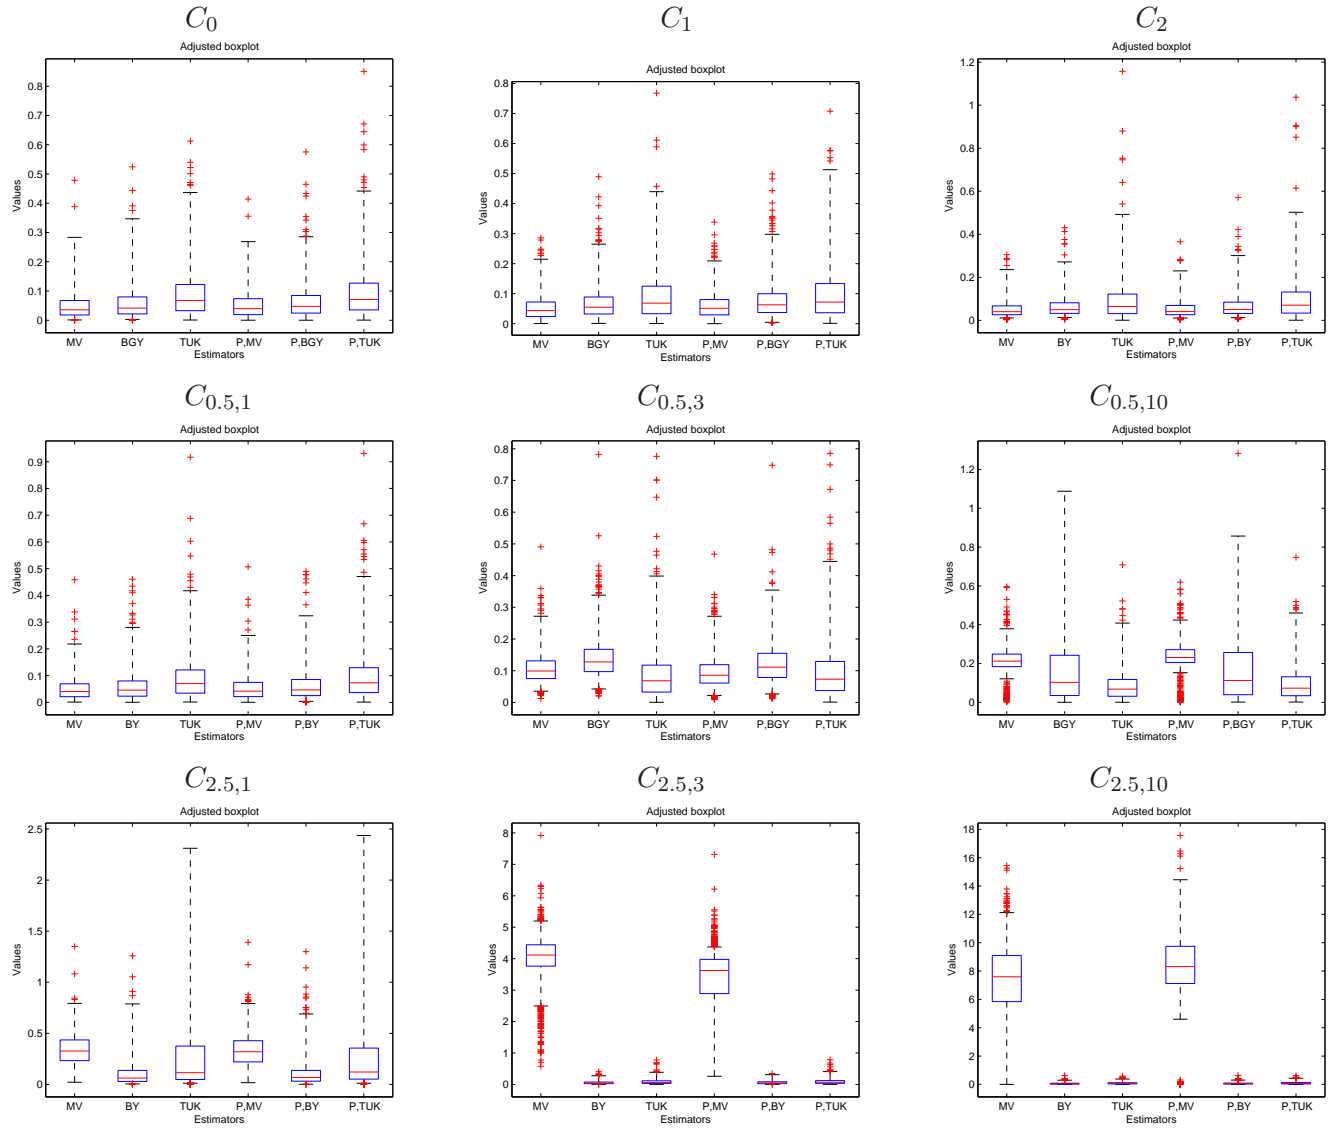 C0
Adjusted boxplot
Values
0.8
0.7
0.6
0.5
0.4
0.3
0.2
0.1
0
MV BGY TUK P,MV P,BGY P,TUK
Estimators
C1
Adjusted boxplot
Values
0.8
0.7
0.6
0.5
0.4
0.3
0.2
0.1
0
MV BGY TUK P,MV P,BGY P,TUK
Estimators
C2
Adjusted boxplot
Values
1.2
1
0.8
0.6
0.4
0.2
0
MV BY TUK P,MV P,BY P,TUK
Estimators
C0.5,1
Adjusted boxplot
Values
0.9
0.8
0.7
0.6
0.5
0.4
0.3
0.2
0.1
0
MV BY TUK P,MV P,BY P,TUK
Estimators
C0.5,3
Adjusted boxplot
Values
0.8
0.7
0.6
0.5
0.4
0.3
0.2
0.1
0
MV BGY TUK P,MV P,BGY P,TUK
Estimators
C0.5,10
Adjusted boxplot
Values
1.2
1
0.8
0.6
0.4
0.2
0
MV BGY TUK P,MV P,BGY P,TUK
Estimators
C2.5,1
Adjusted boxplot
Values
2.5
2
1.5
1
0.5
0
MV BY TUK P,MV P,BY P,TUK
Estimators
C2.5,3
Adjusted boxplot
Values
8
7
6
5
4
3
2
1
0
MV BY TUK P,MV P,BY P,TUK
Estimators
C2.5,10
Adjusted boxplot
Values
18
16
14
12
10
8
6
4
2
0
MV BY TUK P,MV P,BY P,TUK
Estimators